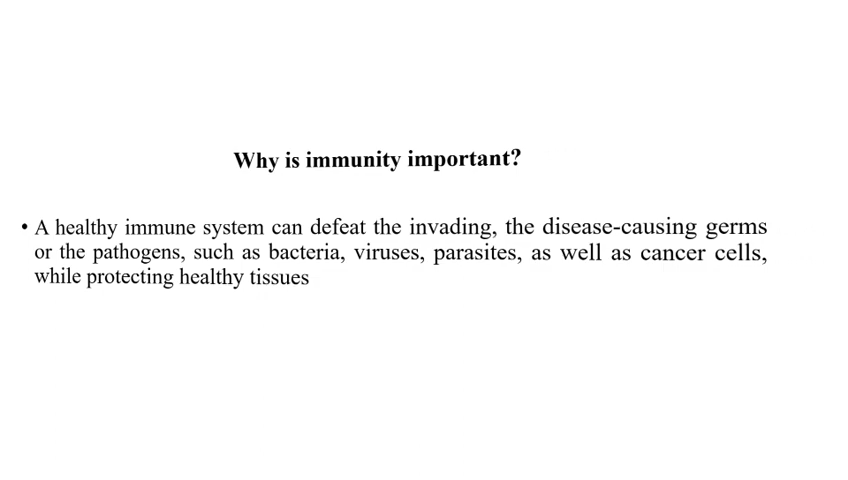 Why is immunity important?
• A healthy immune system can defeat the invading, the disease-causing germs
or the pathogens, such as bacteria, viruses, parasites, as well as cancer cells,
while protecting healthy tissues